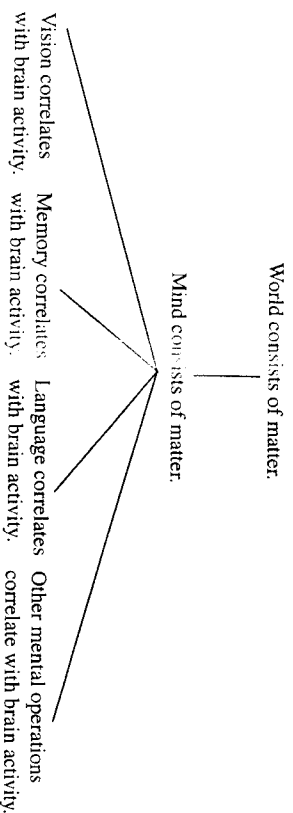 World consists of matter.
Mind consists of matter.
Vision correlates
with brain activity.
Memory correlates
with brain activity.
Language correlates
with brain activity.
Other mental operations
correlate with brain activity.